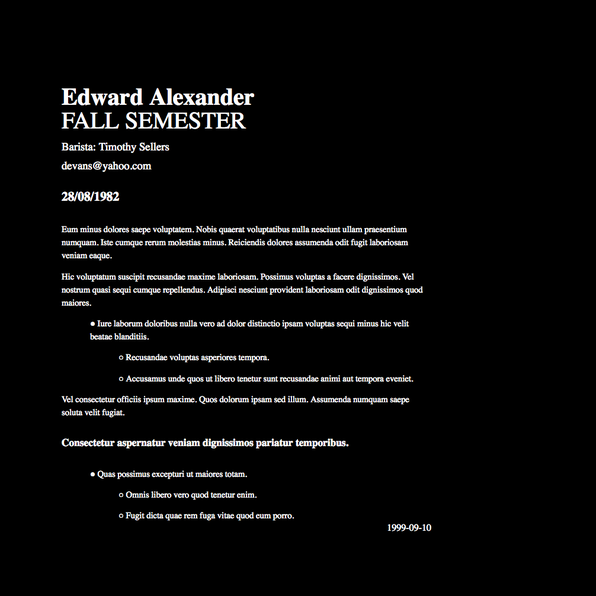 Edward Alexander
FALL SEMESTER
Barista: Timothy Sellers
devans@yahoo.com
28/08/1982
Eum minus dolores saepe voluptatem. Nobis quaerat voluptatibus nulla nesciunt ullam praesentium
numquam. Iste cumque rerum molestias minus. Reiciendis dolores assumenda odit fugit laboriosam
veniam eaque.
Hic voluptatum suscipit recusandae maxime laboriosam. Possimus voluptas a facere dignissimos. Vel
nostrum quasi sequi cumque repellendus. Adipisci nesciunt provident laboriosam odit dignissimos quod
maiores.
● Iure laborum doloribus nulla vero ad dolor distinctio ipsam voluptas sequi minus hic velit
beatae blanditiis.
○ Recusandae voluptas asperiores tempora.
○ Accusamus unde quos ut libero tenetur sunt recusandae animi aut tempora eveniet.
Vel consectetur officiis ipsum maxime. Quos dolorum ipsam sed illum. Assumenda numquam saepe
soluta velit fugiat.
Consectetur aspernatur veniam dignissimos pariatur temporibus.
● Quas possimus excepturi ut maiores totam.
○ Omnis libero vero quod tenetur enim.
○ Fugit dicta quae rem fuga vitae quod eum porro.
1999-09-10